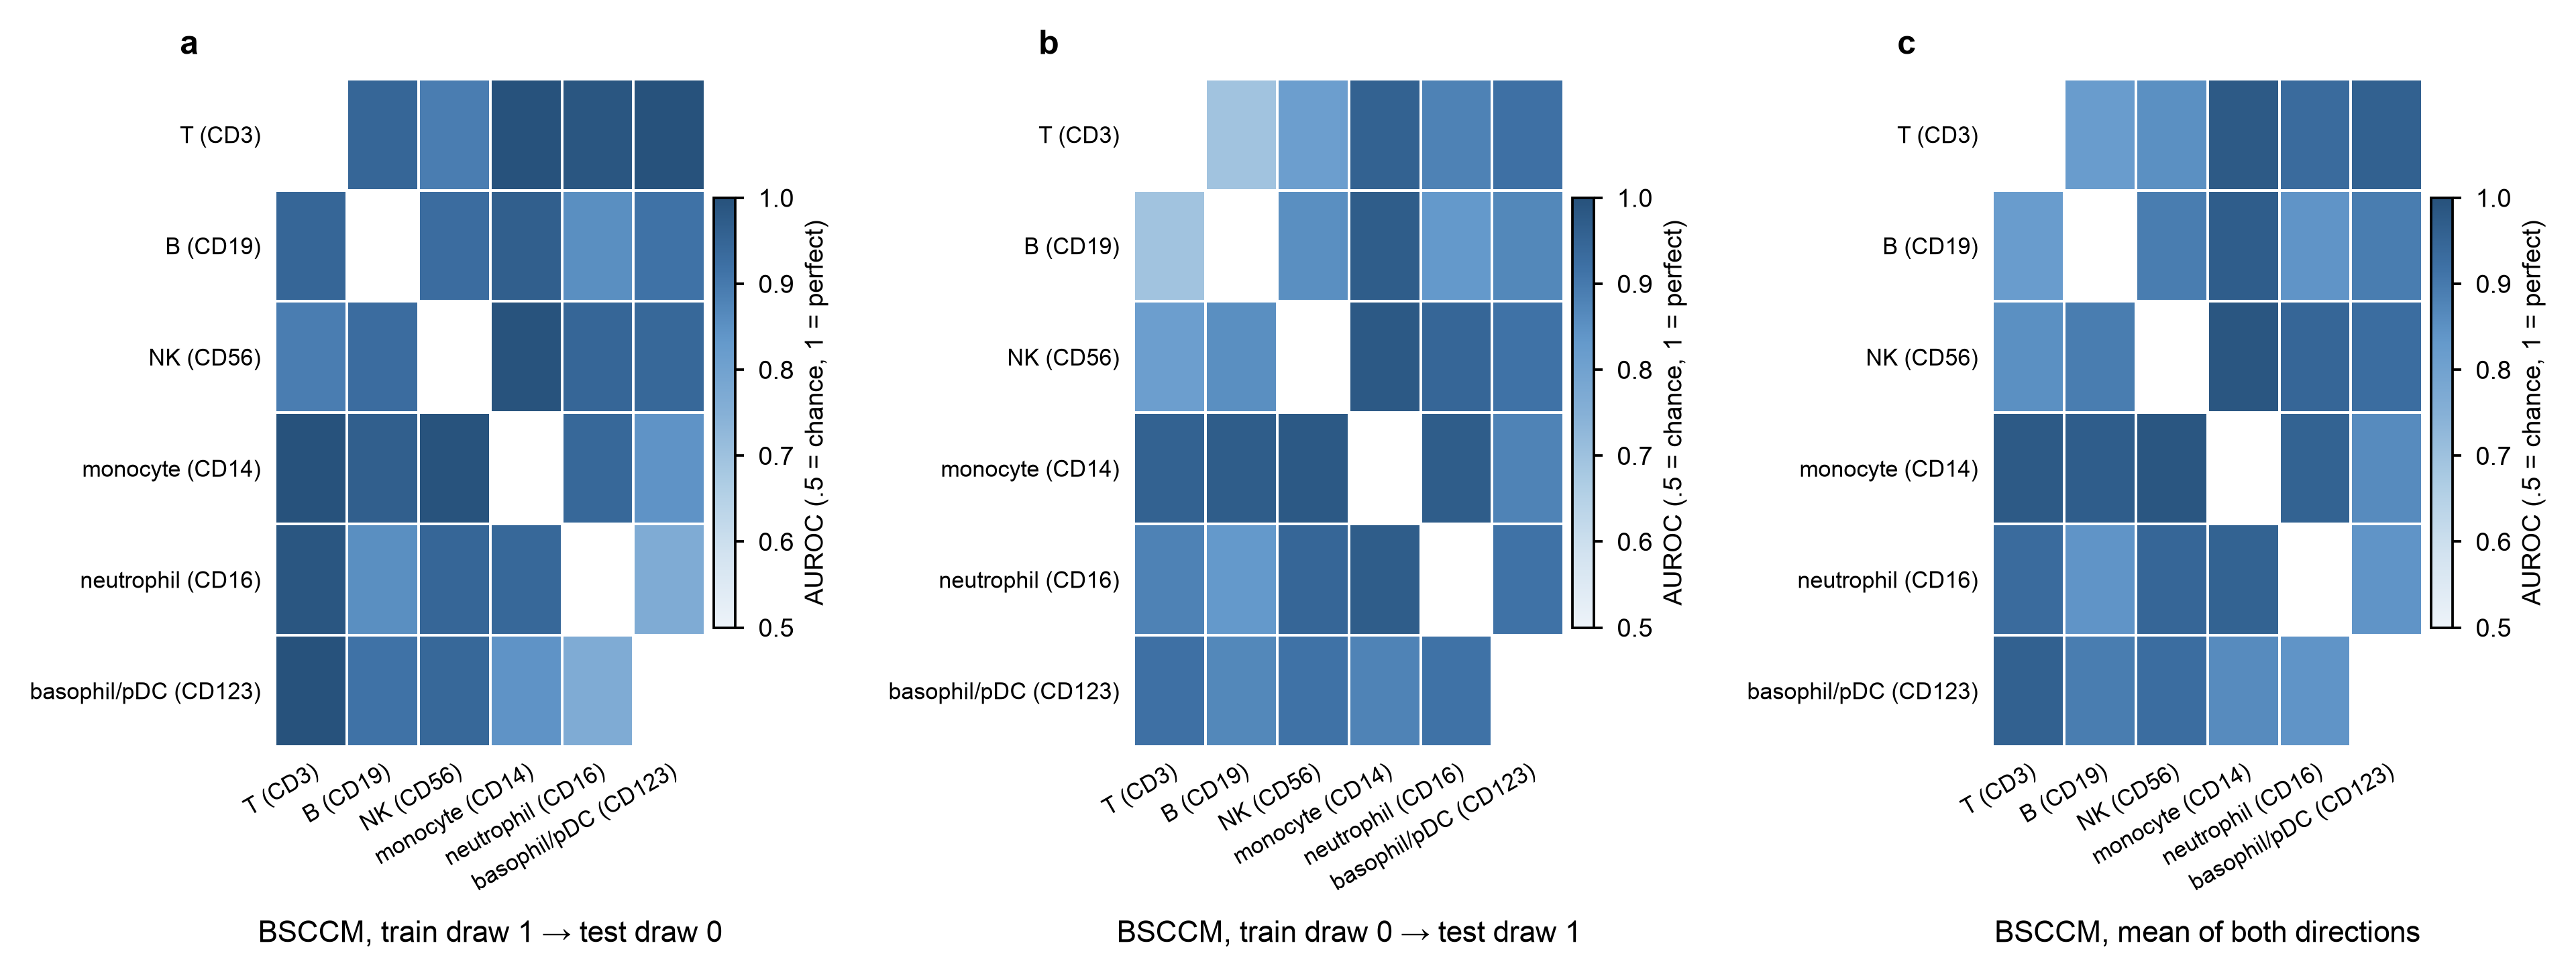 a
T (CD3)
B (CD19)
NK (CD56)
monocyte (CD14)
neutrophil (CD16)
basophil/pDC (CD123)
T (CD3)
B (CD19)
NK (CD56)
monocyte (CD14)
neutrophil (CD16)
basophil/pDC (CD123)
1.0
0.9
0.8
0.7
0.6
0.5
AUROC (.5 = chance, 1 = perfect)
BSCCM, train draw 1 → test draw 0
b
T (CD3)
B (CD19)
NK (CD56)
monocyte (CD14)
neutrophil (CD16)
basophil/pDC (CD123)
T (CD3)
B (CD19)
NK (CD56)
monocyte (CD14)
neutrophil (CD16)
basophil/pDC (CD123)
1.0
0.9
0.8
0.7
0.6
0.5
AUROC (.5 = chance, 1 = perfect)
BSCCM, train draw 0 → test draw 1
c
T (CD3)
B (CD19)
NK (CD56)
monocyte (CD14)
neutrophil (CD16)
basophil/pDC (CD123)
T (CD3)
B (CD19)
NK (CD56)
monocyte (CD14)
neutrophil (CD16)
basophil/pDC (CD123)
1.0
0.9
0.8
0.7
0.6
0.5
AUROC (.5 = chance, 1 = perfect)
BSCCM, mean of both directions